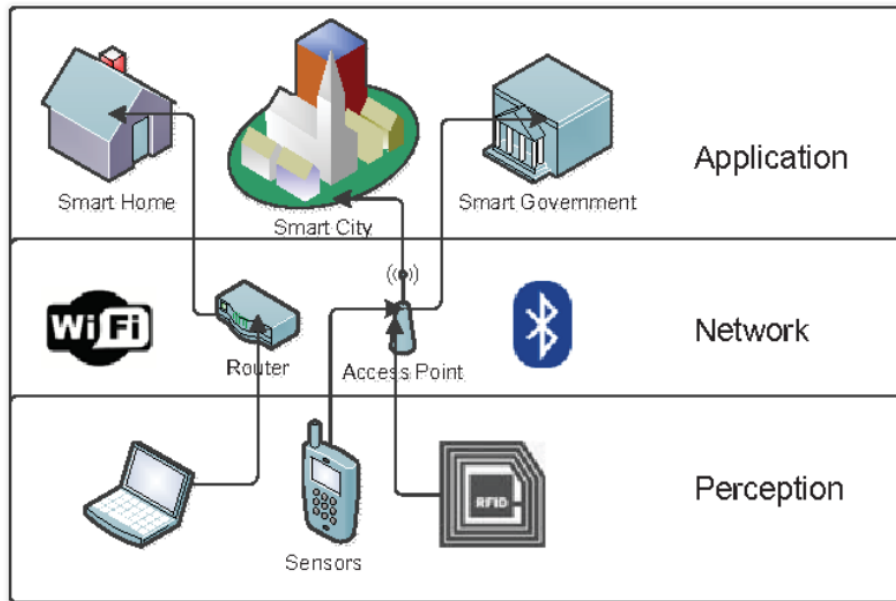 Smart Home
Smart City
Smart Government
Application
WiFi
Router
Access Point
Network
RFID
Sensors
Perception